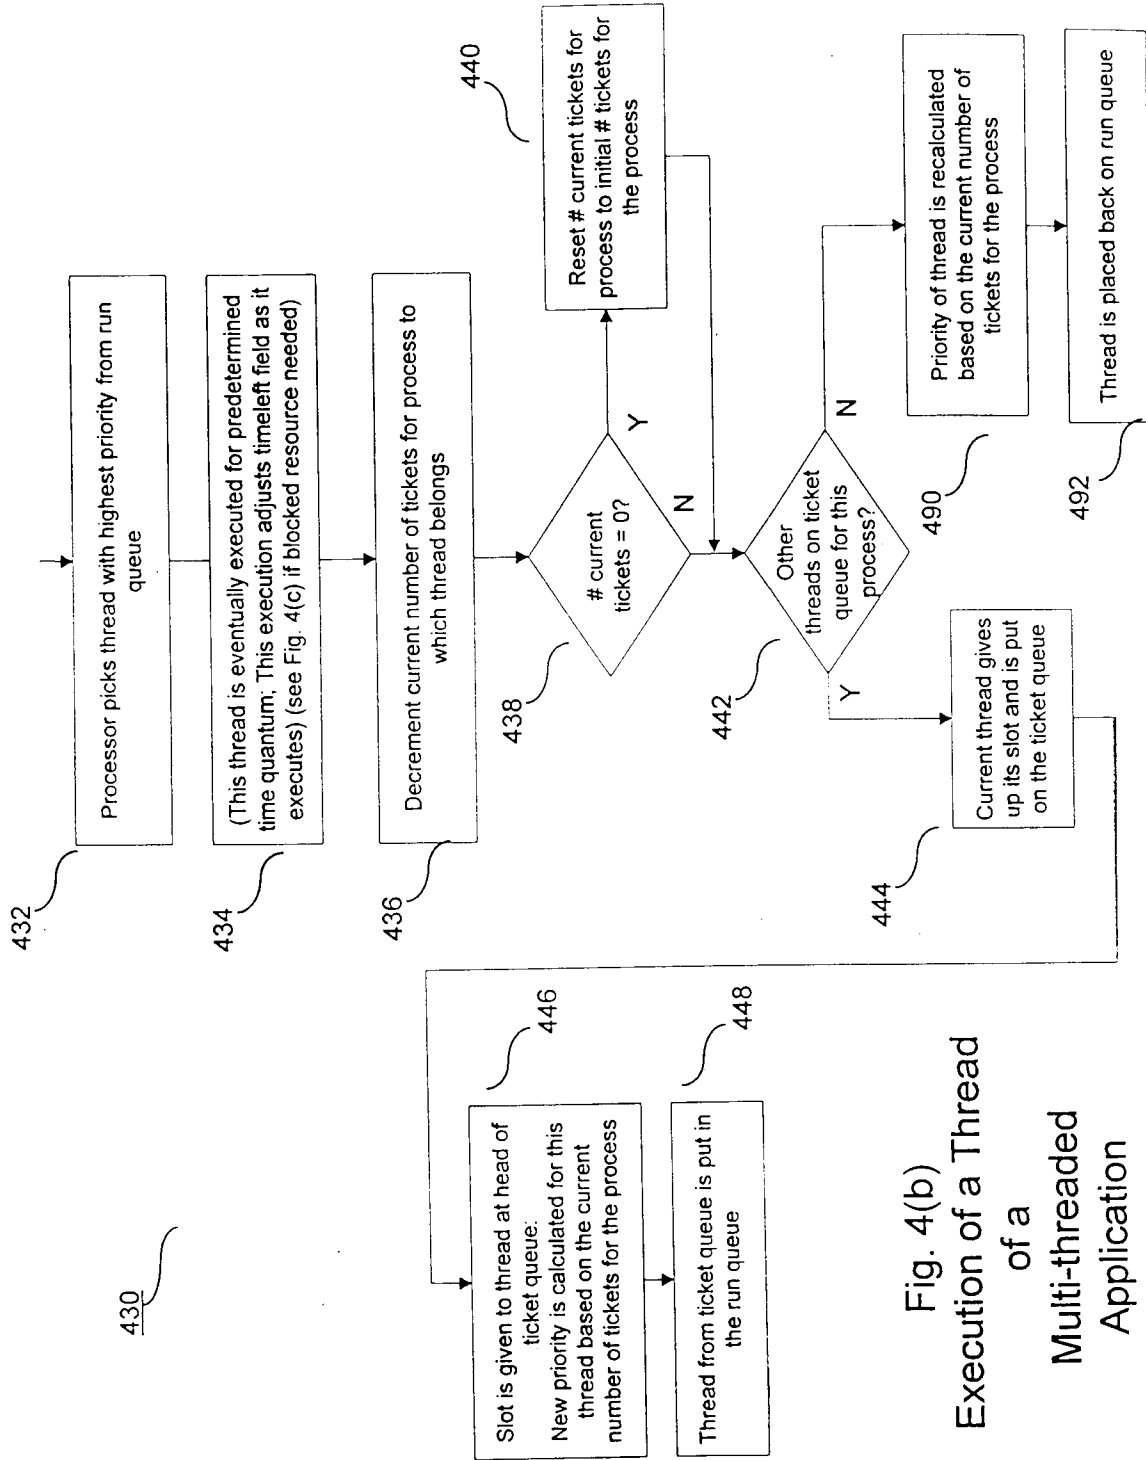 430
432
Processor picks thread with highest priority from run
queue
434
(This thread is eventually executed for predetermined
time quantum; This execution adjusts timeleft field as it
executes) (see Fig. 4(c) if blocked resource needed)
436
Decrement current number of tickets for process to
which thread belongs
438
# current
tickets = 0?
Y
N
440
Reset # current tickets for
process to initial # tickets for
the process
442
Other
threads on ticket
queue for this
process?
Y
N
444
Current thread gives
up its slot and is put
on the ticket queue
446
Slot is given to thread at head of
ticket queue:
New priority is calculated for this
thread based on the current
number of tickets for the process
448
Thread from ticket queue is put in
the run queue
490
Priority of thread is recalculated
based on the current number of
tickets for the process
492
Thread is placed back on run queue
Fig. 4(b)
Execution of a Thread
of a
Multi-threaded
Application